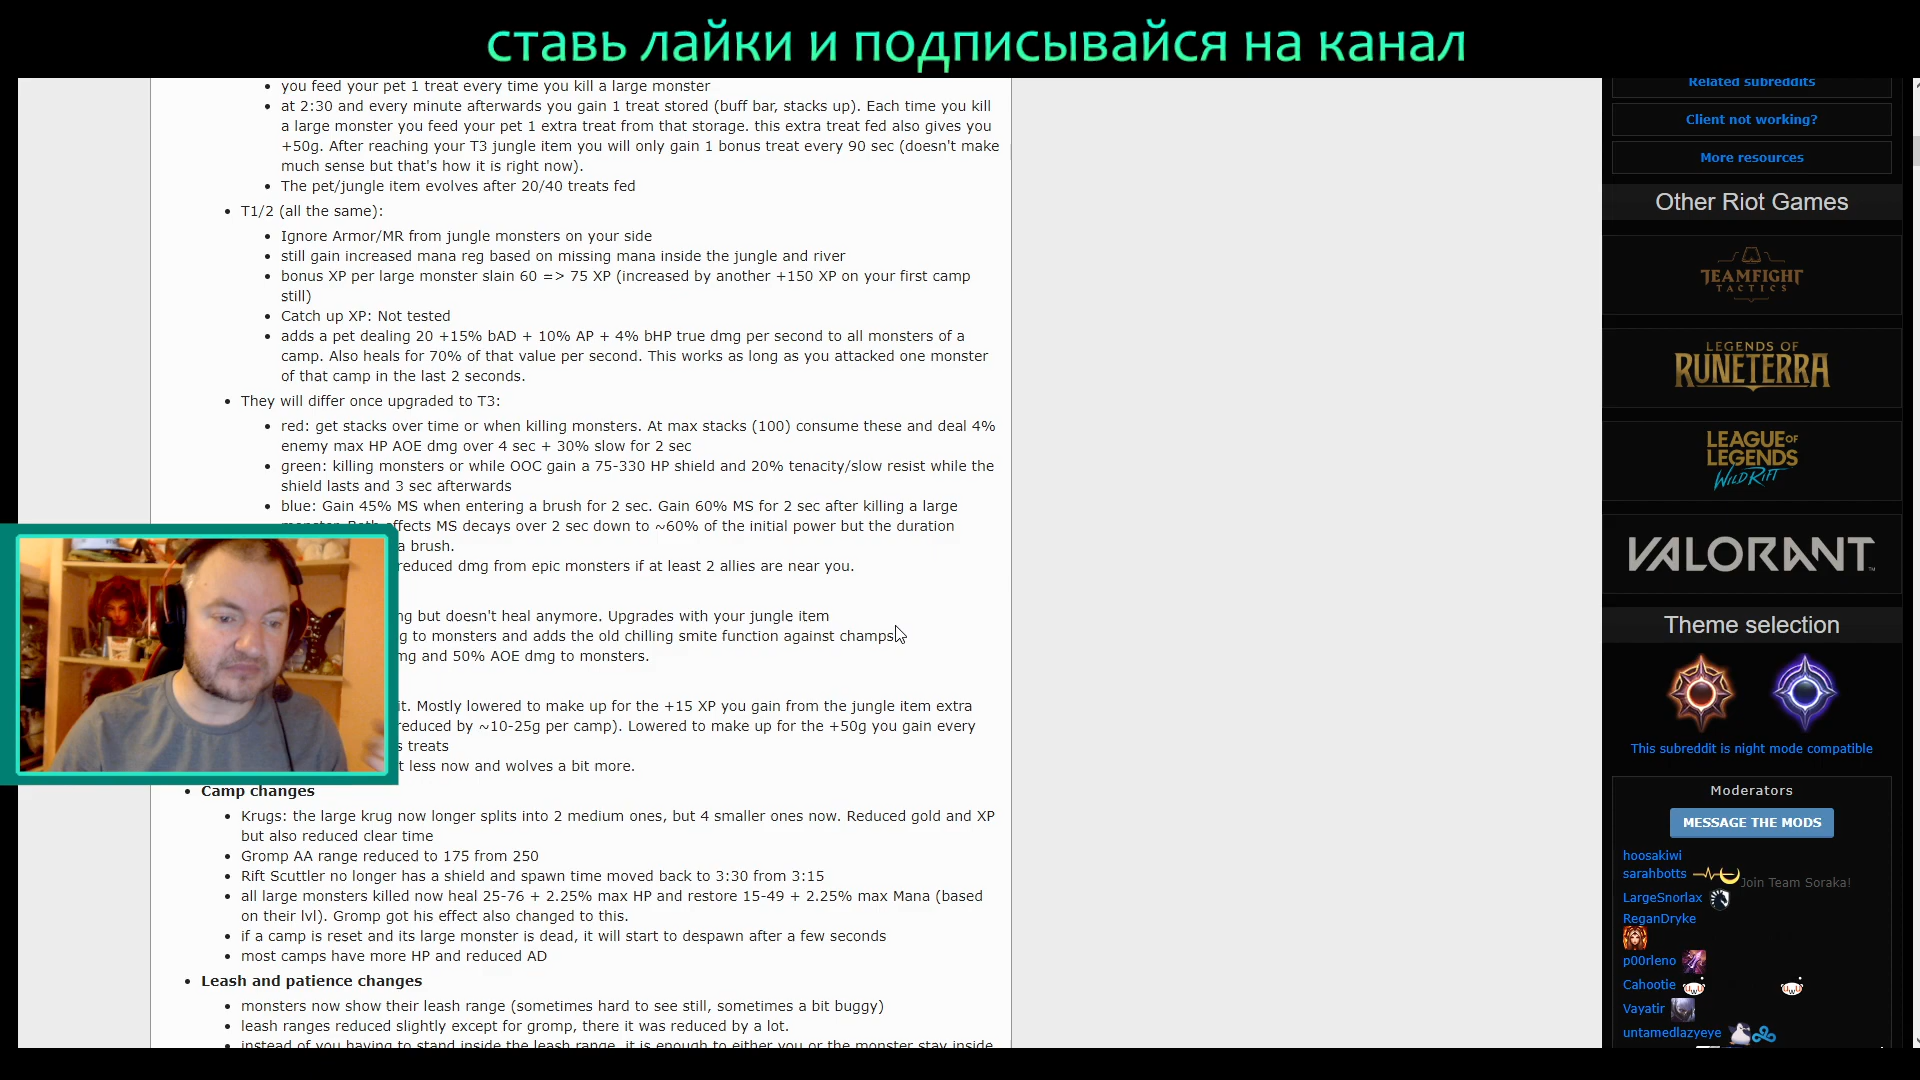 ставь лайки и подписывайся на канал
you feed your pet 1 treat every time you kill a large monster
at 2:30 and every minute afterwards you gain 1 treat stored (buff bar, stacks up). Each time you kill
a large monster you feed your pet 1 extra treat from that storage. this extra treat fed also gives you
+50g. After reaching your T3 jungle item you will only gain 1 bonus treat every 90 sec (doesn't make
much sense but that's how it is right now).
The pet/jungle item evolves after 20/40 treats fed
T1/2 (all the same):
Ignore Armor/MR from jungle monsters on your side
still gain increased mana reg based on missing mana inside the jungle and river
bonus XP per large monster slain 60 => 75 XP (increased by another +150 XP on your first camp
still)
Catch up XP: Not tested
adds a pet dealing 20 +15% bAD + 10% AP + 4% bHP true dmg per second to all monsters of a
camp. Also heals for 70% of that value per second. This works as long as you attacked one monster
of that camp in the last 2 seconds.
They will differ once upgraded to T3:
red: get stacks over time or when killing monsters. At max stacks (100) consume these and deal 4%
enemy max HP AOE dmg over 4 sec + 30% slow for 2 sec
green: killing monsters or while OOC gain a 75-330 HP shield and 20% tenacity/slow resist while the
shield lasts and 3 sec afterwards
blue: Gain 45% MS when entering a brush for 2 sec. Gain 60% MS for 2 sec after killing a large
effects MS decays over 2 sec down to ~60% of the initial power but the duration
a brush.
reduced dmg from epic monsters if at least 2 allies are near you.
but doesn't heal anymore. Upgrades with your jungle item
to monsters and adds the old chilling smite function against champs
and 50% AOE dmg to monsters.
it. Mostly lowered to make up for the +15 XP you gain from the jungle item extra
reduced by ~10-25g per camp). Lowered to make up for the +50g you gain every
treats
less now and wolves a bit more.
Camp changes
Krugs: the large krug now longer splits into 2 medium ones, but 4 smaller ones now. Reduced gold and XP
but also reduced clear time
Gromp AA range reduced to 175 from 250
Rift Scuttler no longer has a shield and spawn time moved back to 3:30 from 3:15
all large monsters killed now heal 25-76 + 2.25% max HP and restore 15-49 + 2.25% max Mana (based
on their lvl). Gromp got his effect also changed to this.
if a camp is reset and its large monster is dead, it will start to despawn after a few seconds
most camps have more HP and reduced AD
Leash and patience changes
monsters now show their leash range (sometimes hard to see still, sometimes a bit buggy)
leash ranges reduced slightly except for gromp, there it was reduced by a lot.
instead of you having to stand inside the leash range, it is enough to either you or the monster stay inside
Related subreddits
Client not working?
More resources
Other Riot Games
TEAMFIGHT
TACTICS
LEGENDS OF
RUNETERRA
LEAGUE OF
LEGENDS
WILD RIFT
VALORANT
Theme selection
This subreddit is night mode compatible
Moderators
MESSAGE THE MODS
hoosakiwi
sarahbotts Join Team Soraka!
LargeSnorlax
ReganDryke
p00rleno
Cahootie
Vayatir
untamedlazyeye